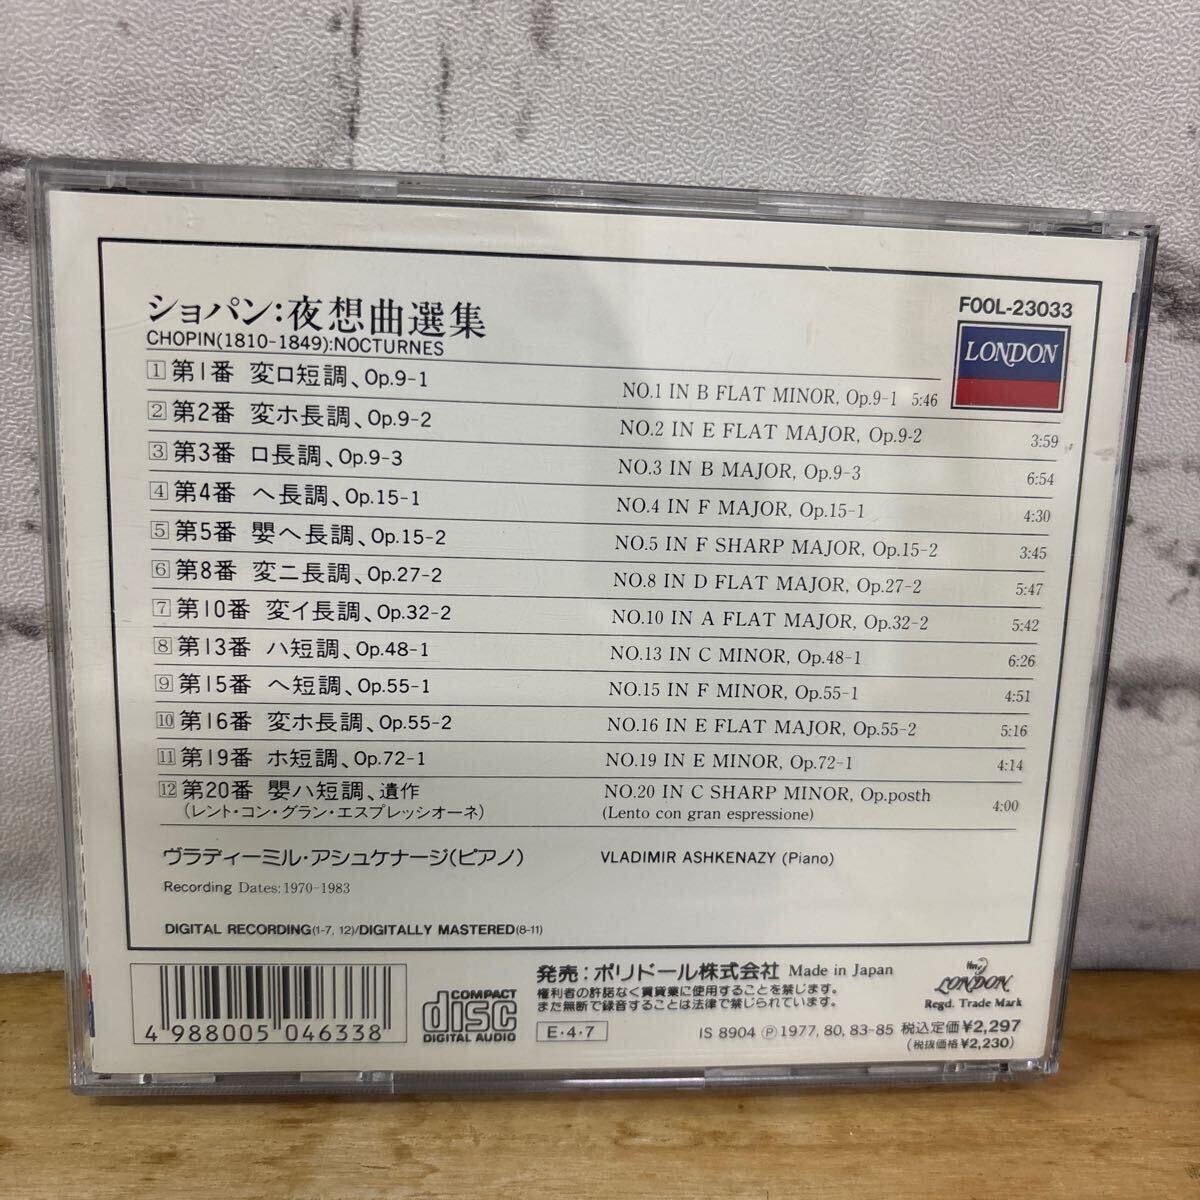 ショパン:夜想曲選集
CHOPIN(1810-1849):NOCTURNES
FOOL-23033
LONDON
1 第1番 変ロ短調、Op.9-1 NO.1 IN B FLAT MINOR, Op.9-1 5:46
2 第2番 変ホ長調、Op.9-2 NO.2 IN E FLAT MAJOR, Op.9-2 3:59
3 第3番 ロ長調、Op.9-3 NO.3 IN B MAJOR, Op.9-3 6:54
4 第4番 ヘ長調、Op.15-1 NO.4 IN F MAJOR, Op.15-1 4:30
5 第5番 嬰ヘ長調、Op.15-2 NO.5 IN F SHARP MAJOR, Op.15-2 3:45
6 第8番 変ニ長調、Op.27-2 NO.8 IN D FLAT MAJOR, Op.27-2 5:47
7 第10番 変イ長調、Op.32-2 NO.10 IN A FLAT MAJOR, Op.32-2 5:42
8 第13番 ハ短調、Op.48-1 NO.13 IN C MINOR, Op.48-1 6:26
9 第15番 ヘ短調、Op.55-1 NO.15 IN F MINOR, Op.55-1 4:51
10 第16番 変ホ長調、Op.55-2 NO.16 IN E FLAT MAJOR, Op.55-2 5:16
11 第19番 ホ短調、Op.72-1 NO.19 IN E MINOR, Op.72-1 4:14
12 第20番 嬰ハ短調、遺作 NO.20 IN C SHARP MINOR, Op.posth 4:00
(レント・コン・グラン・エスプレッシオーネ) (Lento con gran espressione)
ヴラディーミル・アシュケナージ(ピアノ) VLADIMIR ASHKENAZY (Piano)
Recording Dates: 1970-1983
DIGITAL RECORDING(1-7, 12)/DIGITALLY MASTERED(8-11)
4 988005 046338
COMPACT
disc
DIGITAL AUDIO
発売:ポリドール株式会社 Made in Japan
権利者の許諾なく賃貸業に使用することを禁じます。
また無断で録音することは法律で禁じられています。
LONDON
Regd. Trade Mark
E・4・7
IS 8904 Ⓟ 1977, 80, 83-85 税込定価¥2,297
(税抜価格¥2,230)